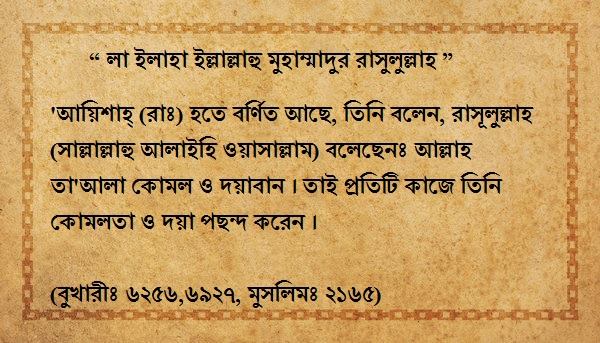 “ লা ইলাহা ইল্লাল্লাহু মুহাম্মাদুর রাসুলুল্লাহ ”
'আয়িশাহ্ (রাঃ) হতে বর্ণিত আছে, তিনি বলেন, রাসূলুল্লাহ
(সাল্লাল্লাহু আলাইহি ওয়াসাল্লাম) বলেছেনঃ আল্লাহ
তা'আলা কোমল ও দয়াবান। তাই প্রতিটি কাজে তিনি
কোমলতা ও দয়া পছন্দ করেন।
(বুখারীঃ ৬২৫৬,৬৯২৭, মুসলিমঃ ২১৬৫)